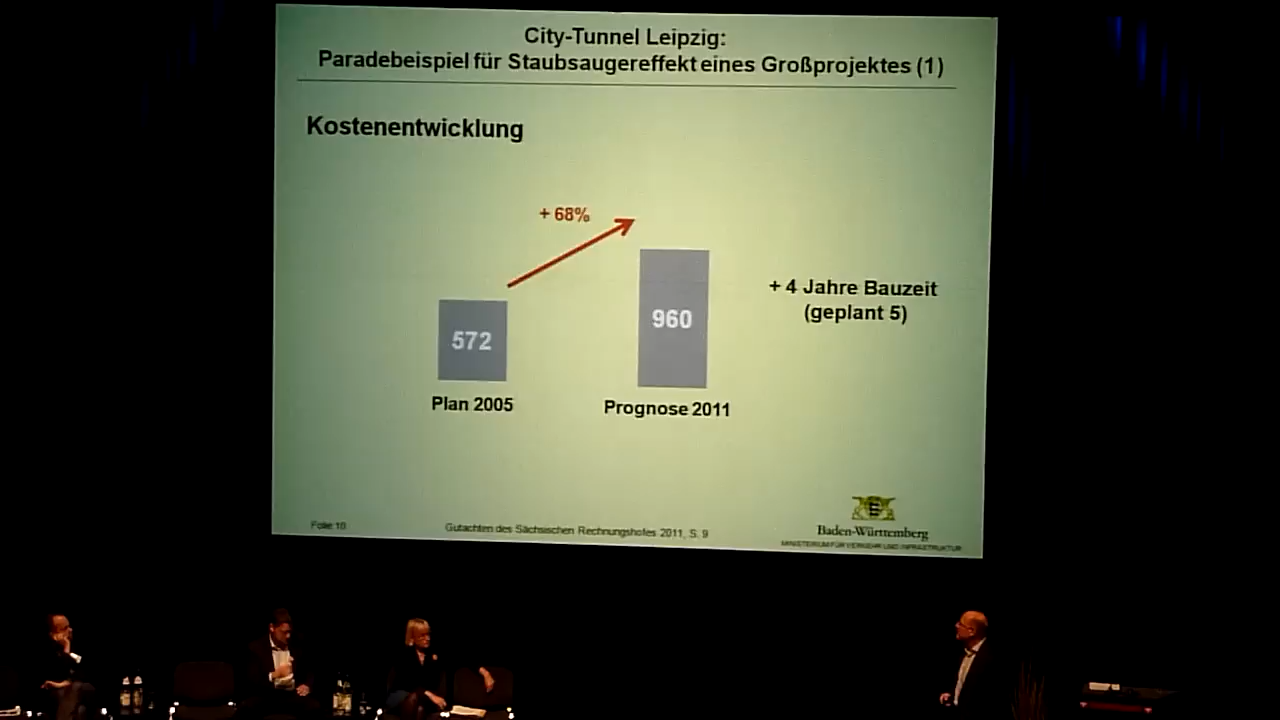 City-Tunnel Leipzig:
Paradebeispiel für Staubsaugereffekt eines Großprojektes (1)
Kostenentwicklung
+ 68%
572
960
Plan 2005
Prognose 2011
+ 4 Jahre Bauzeit
(geplant 5)
Folie 10
Gutachten des Sächsischen Rechnungshofes 2011, S. 9
Baden-Württemberg
MINISTERIUM FÜR VERKEHR UND INFRASTRUKTUR